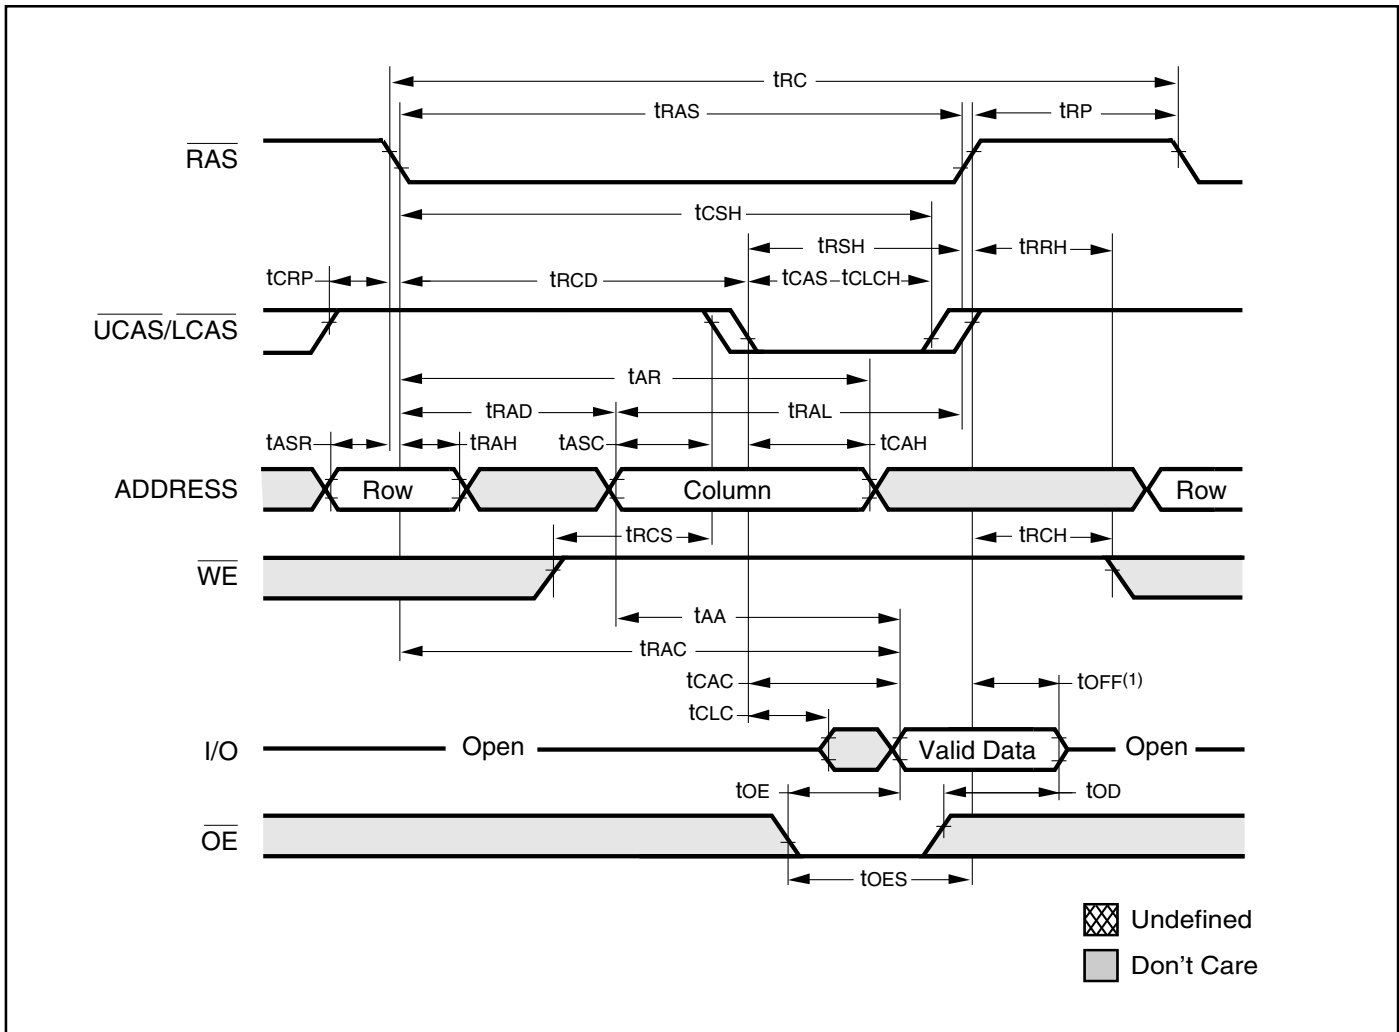 tRC
tRAS tRP
RAS
tCSH
tRSH tRRH
tCRP tRCD tCAS tCLCH
UCAS/LCAS
tAR
tRAD tRAL
tASR tRAH tASC tCAH
ADDRESS Row Column Row
tRCS tRCH
WE
tAA
tRAC
tCAC tOFF(1)
tCLC
I/O Open Valid Data Open
tOE tOD
OE
tOES
Undefined
Don't Care